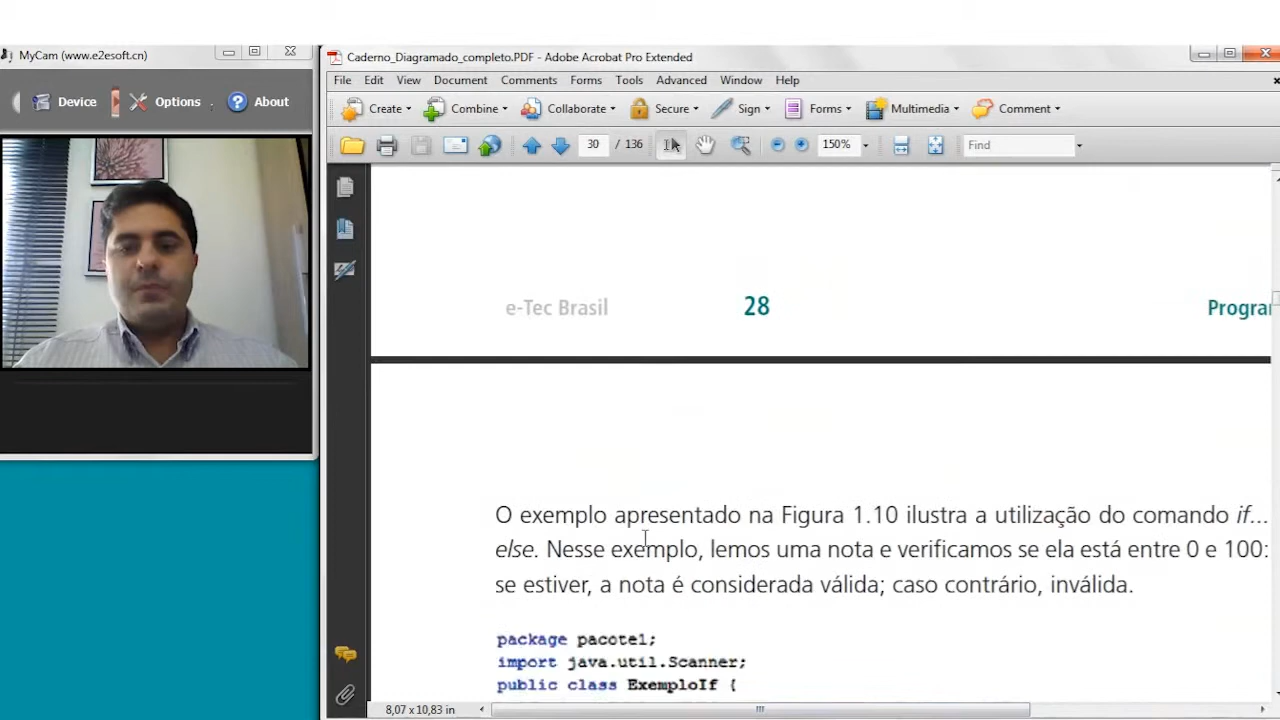 MyCam (www.e2esoft.cn)
Device
Options
About
Caderno_Diagramado_completo.PDF - Adobe Acrobat Pro Extended
File Edit View Document Comments Forms Tools Advanced Window Help
Create Combine Collaborate Secure Sign Forms Multimedia Comment
30 / 136 150% Find
e-Tec Brasil 28
O exemplo apresentado na Figura 1.10 ilustra a utilização do comando if...
else. Nesse exemplo, lemos uma nota e verificamos se ela está entre 0 e 100:
se estiver, a nota é considerada válida; caso contrário, inválida.
package pacote1;
import java.util.Scanner;
public class ExemploIf {
8,07 x 10,83 in